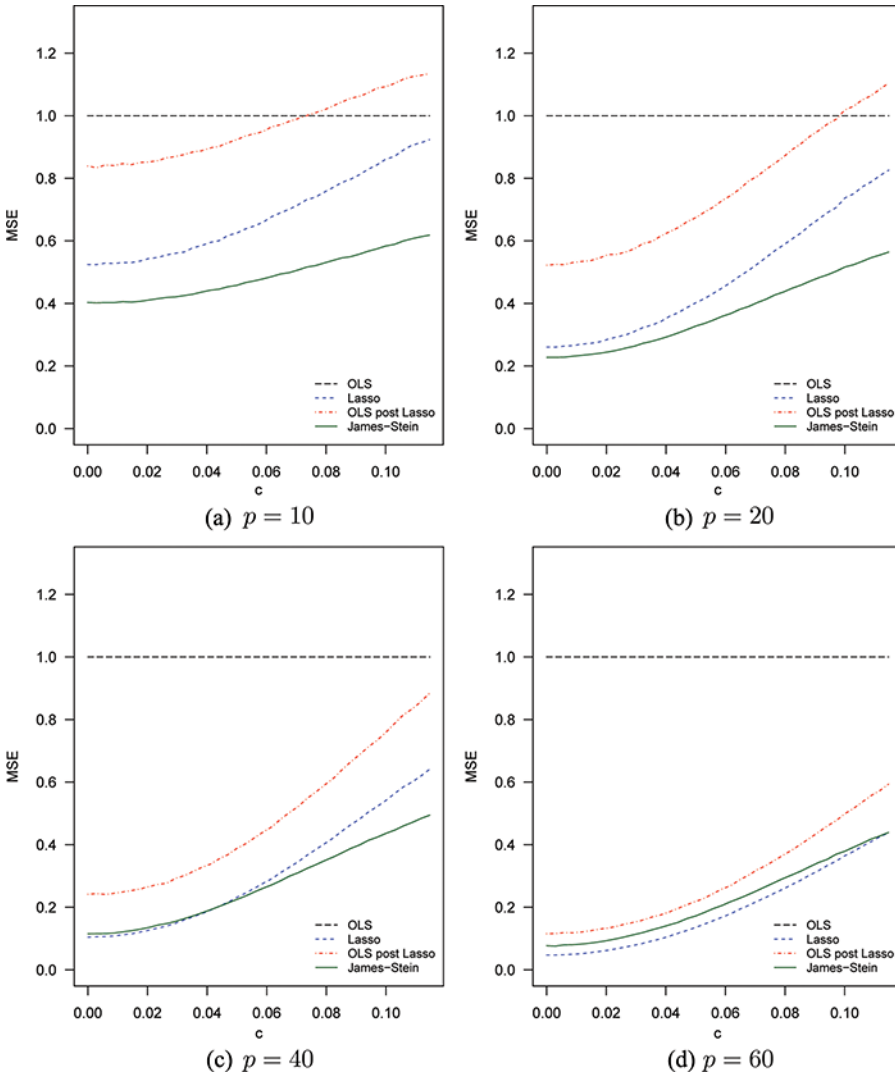 1.2
1.0
0.8
0.6
0.4
0.2
0.0
MSE
OLS
Lasso
OLS post Lasso
James-Stein
0.00 0.02 0.04 0.06 0.08 0.10
c
(a) p = 10
1.2
1.0
0.8
0.6
0.4
0.2
0.0
MSE
OLS
Lasso
OLS post Lasso
James-Stein
0.00 0.02 0.04 0.06 0.08 0.10
c
(b) p = 20
1.2
1.0
0.8
0.6
0.4
0.2
0.0
MSE
OLS
Lasso
OLS post Lasso
James-Stein
0.00 0.02 0.04 0.06 0.08 0.10
c
(c) p = 40
1.2
1.0
0.8
0.6
0.4
0.2
0.0
MSE
OLS
Lasso
OLS post Lasso
James-Stein
0.00 0.02 0.04 0.06 0.08 0.10
c
(d) p = 60